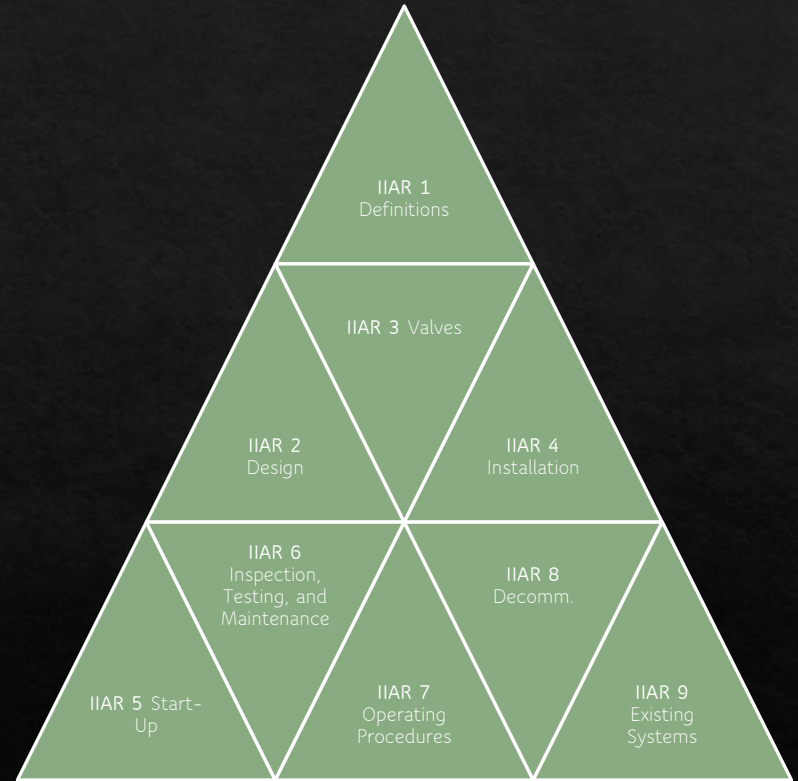 IIAR 1
Definitions
IIAR 3 Valves
IIAR 2
Design
IIAR 4
Installation
IIAR 6
Inspection,
Testing, and
Maintenance
IIAR 8
Decomm.
IIAR 5 Start-
Up
IIAR 7
Operating
Procedures
IIAR 9
Existing
Systems